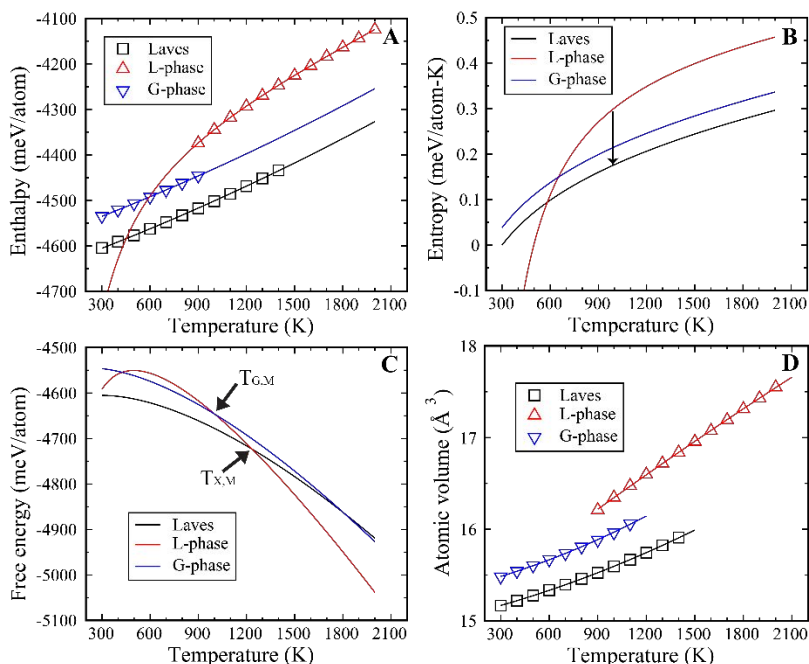 A
Enthalpy (meV/atom)
-4100
-4200
-4300
-4400
-4500
-4600
-4700
Laves
L-phase
G-phase
300 600 900 1200 1500 1800 2100
Temperature (K)
B
Entropy (meV/atom-K)
0.5
0.4
0.3
0.2
0.1
0
-0.1
Laves
L-phase
G-phase
300 600 900 1200 1500 1800 2100
Temperature (K)
C
Free energy (meV/atom)
-4500
-4600
-4700
-4800
-4900
-5000
-5100
TG,M
TX,M
Laves
L-phase
G-phase
300 600 900 1200 1500 1800 2100
Temperature (K)
D
Atomic volume (Å^3)
18
17
16
15
Laves
L-phase
G-phase
300 600 900 1200 1500 1800 2100
Temperature (K)